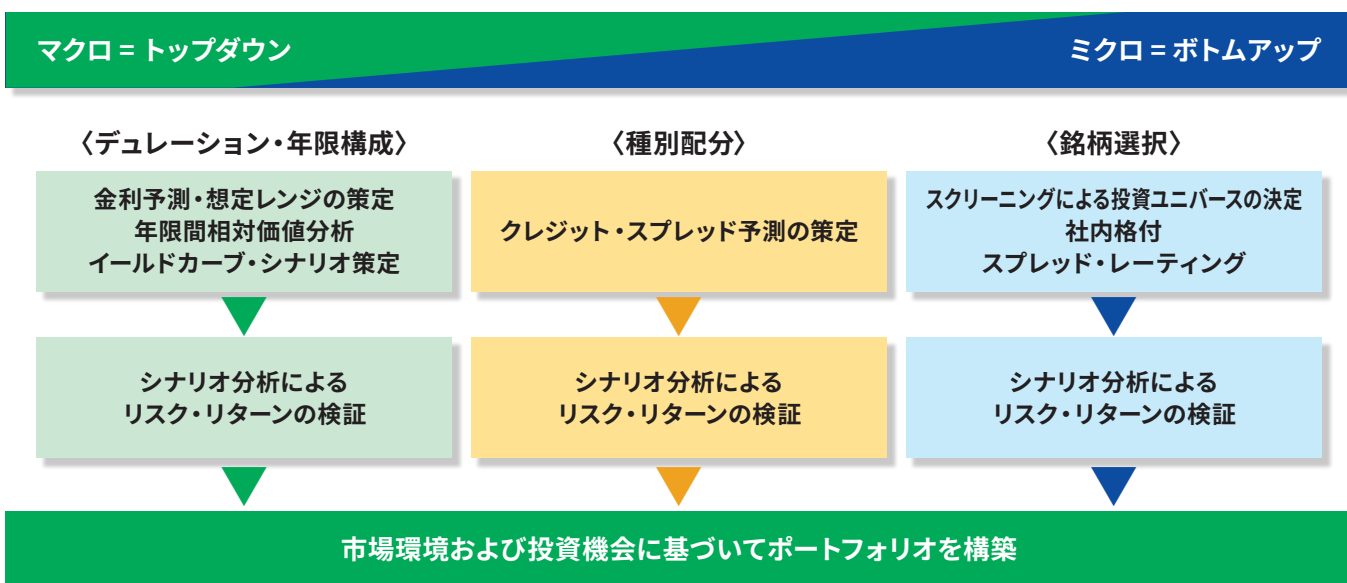 マクロ = トップダウン
ミクロ = ボトムアップ
〈デュレーション・年限構成〉
金利予測・想定レンジの策定
年限間相対価値分析
イールドカーブ・シナリオ策定
シナリオ分析による
リスク・リターンの検証
〈種別配分〉
クレジット・スプレッド予測の策定
シナリオ分析による
リスク・リターンの検証
〈銘柄選択〉
スクリーニングによる投資ユニバースの決定
社内格付
スプレッド・レーティング
シナリオ分析による
リスク・リターンの検証
市場環境および投資機会に基づいてポートフォリオを構築